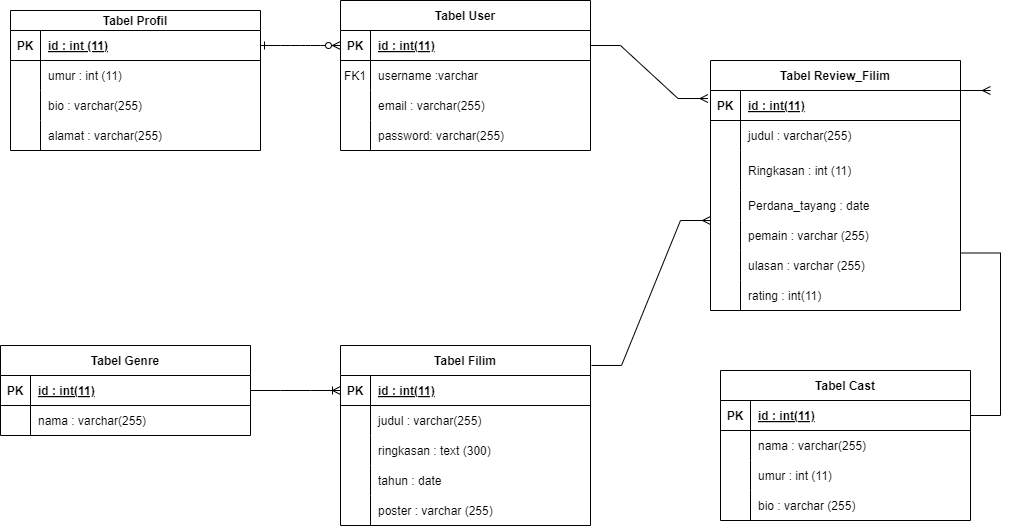 Tabel Profil
PK id : int (11)
umur : int (11)
bio : varchar(255)
alamat : varchar(255)
Tabel User
PK id : int(11)
FK1 username :varchar
email : varchar(255)
password: varchar(255)
Tabel Review_Filim
PK id : int(11)
judul : varchar(255)
Ringkasan : int (11)
Perdana_tayang : date
pemain : varchar (255)
ulasan : varchar (255)
rating : int(11)
Tabel Genre
PK id : int(11)
nama : varchar(255)
Tabel Filim
PK id : int(11)
judul : varchar(255)
ringkasan : text (300)
tahun : date
poster : varchar (255)
Tabel Cast
PK id : int(11)
nama : varchar(255)
umur : int (11)
bio : varchar (255)